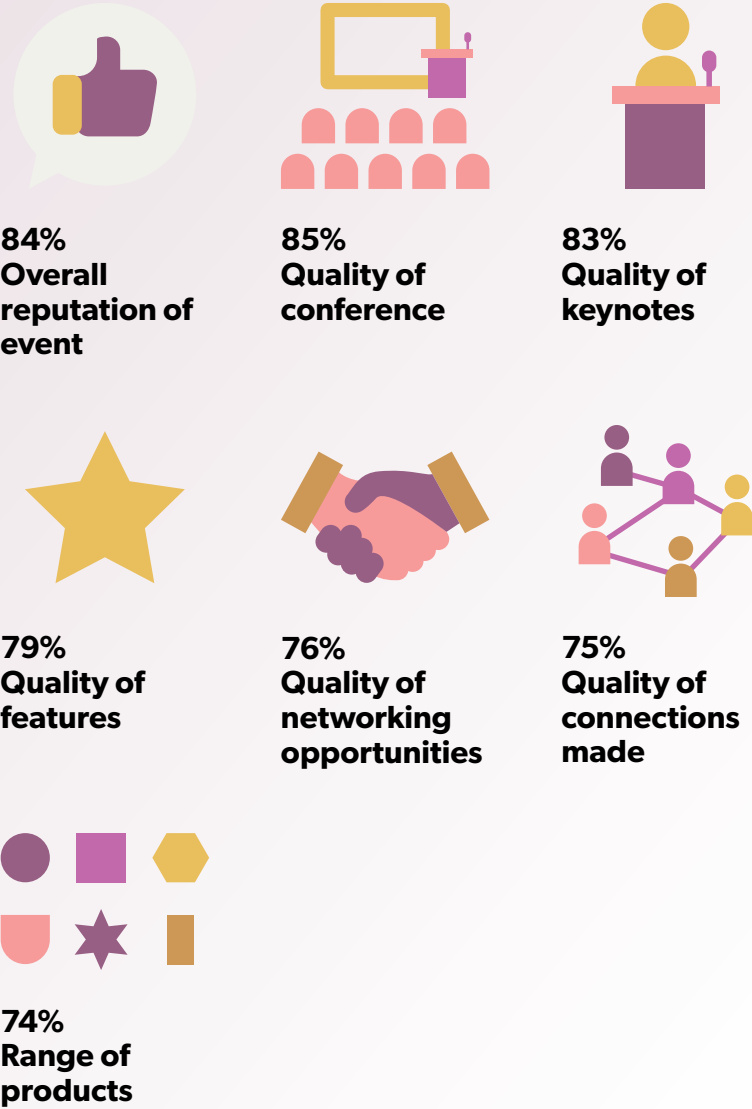 84%
Overall
reputation of
event
85%
Quality of
conference
83%
Quality of
keynotes
79%
Quality of
features
76%
Quality of
networking
opportunities
75%
Quality of
connections
made
74%
Range of
products